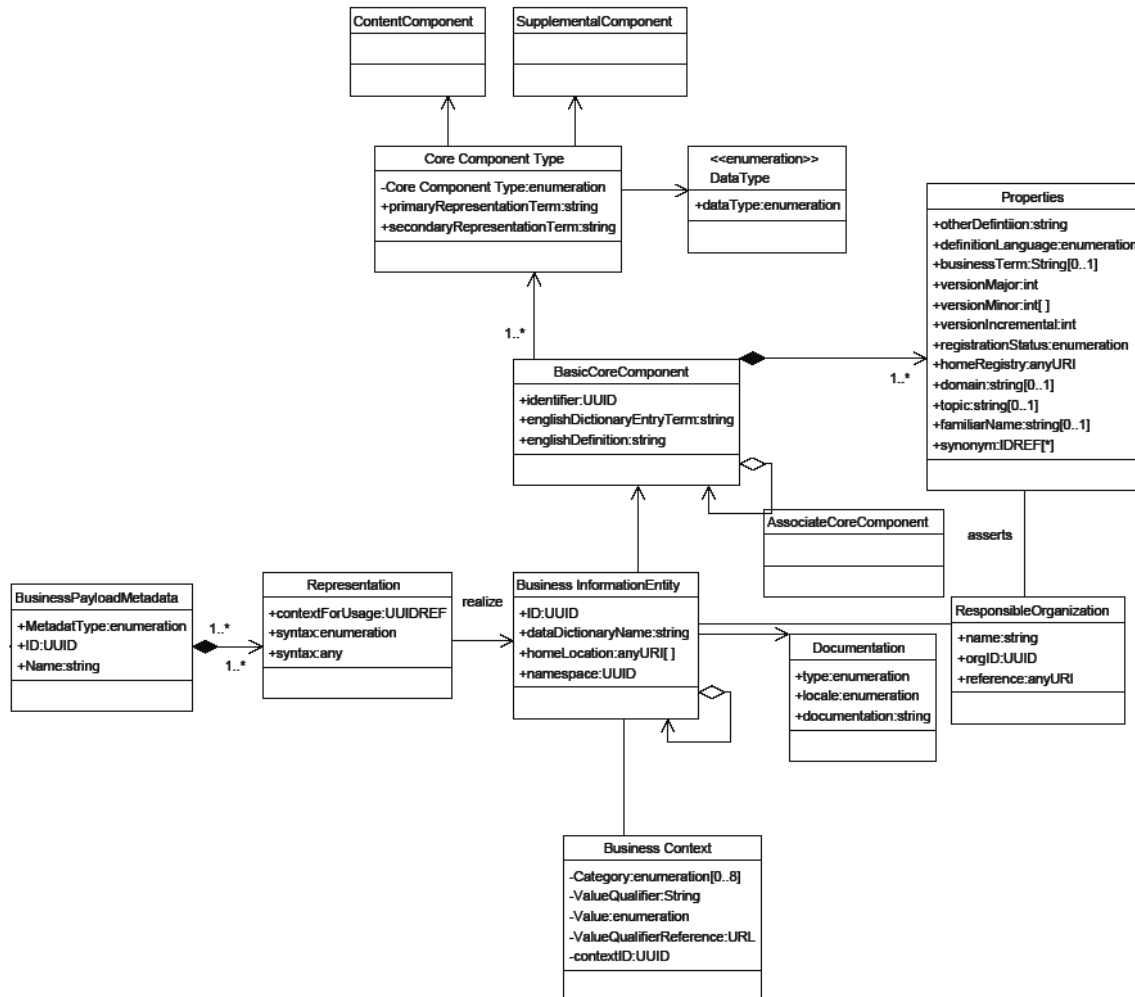 ContentComponent
SupplementalComponent
Core Component Type
-Core Component Type:enumeration
+primaryRepresentationTerm:string
+secondaryRepresentationTerm:string
<<enumeration>>
DataType
+dataType:enumeration
Properties
+otherDefintiion:string
+definitionLanguage:enumeration
+businessTerm:String[0..1]
+versionMajor:int
+versionMinor:int[ ]
+versionIncremental:int
+registrationStatus:enumeration
+homeRegistry:anyURI
+domain:string[0..1]
+topic:string[0..1]
+familiarName:string[0..1]
+synonym:IDREF[*]
1..*
BasicCoreComponent
+identifier:UUID
+englishDictionaryEntryTerm:string
+englishDefinition:string
1..*
AssociateCoreComponent
asserts
BusinessPayloadMetadata
+MetadatType:enumeration
+ID:UUID
+Name:string
1..*
1..*
Representation
+contextForUsage:UUIDREF
+syntax:enumeration
+syntax:any
realize
Business InformationEntity
+ID:UUID
+dataDictionaryName:string
+homeLocation:anyURI[ ]
+namespace:UUID
Documentation
+type:enumeration
+locale:enumeration
+documentation:string
ResponsibleOrganization
+name:string
+orgID:UUID
+reference:anyURI
Business Context
-Category:enumeration[0..8]
-ValueQualifier:String
-Value:enumeration
-ValueQualifierReference:URL
-contextID:UUID